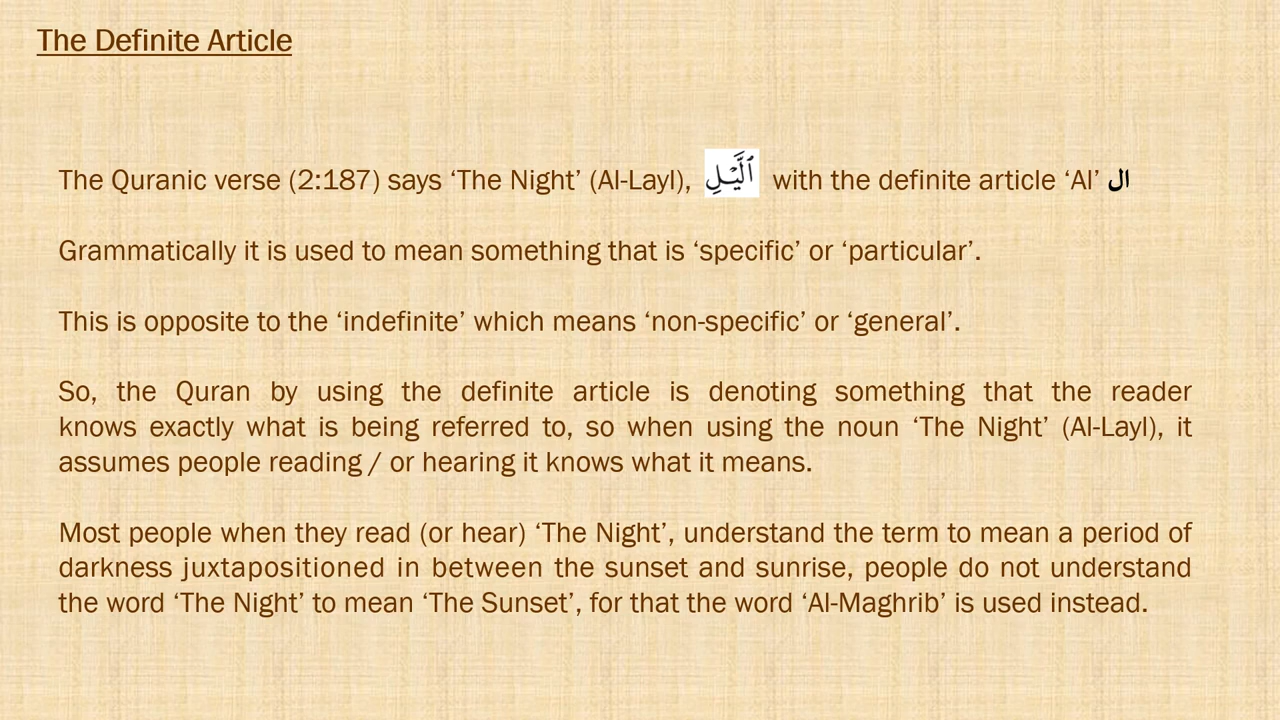 The Definite Article
The Quranic verse (2:187) says ‘The Night’ (Al-Layl), ٱلَّيْلِ with the definite article ‘Al’ ال
Grammatically it is used to mean something that is ‘specific’ or ‘particular’.
This is opposite to the ‘indefinite’ which means ‘non-specific’ or ‘general’.
So, the Quran by using the definite article is denoting something that the reader
knows exactly what is being referred to, so when using the noun ‘The Night’ (Al-Layl), it
assumes people reading / or hearing it knows what it means.
Most people when they read (or hear) ‘The Night’, understand the term to mean a period of
darkness juxtapositioned in between the sunset and sunrise, people do not understand
the word ‘The Night’ to mean ‘The Sunset’, for that the word ‘Al-Maghrib’ is used instead.